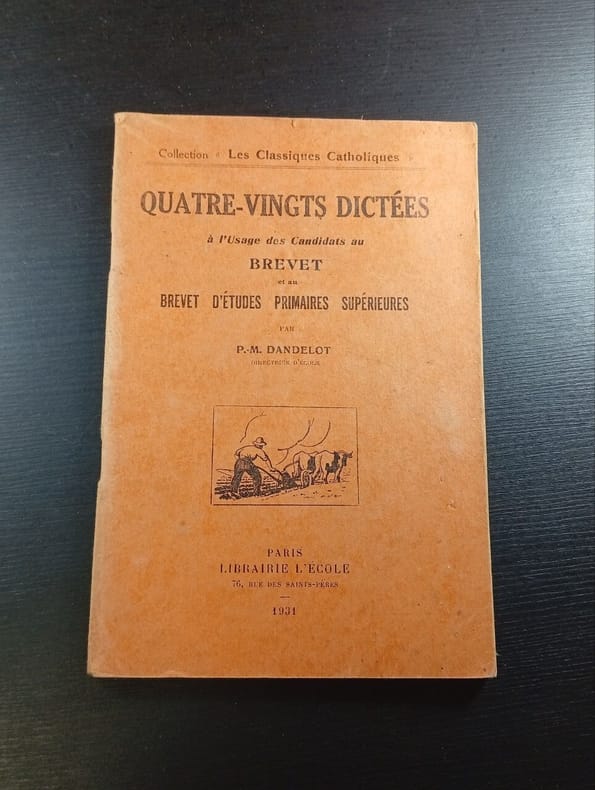 Collection « Les Classiques Catholiques »
QUATRE-VINGTS DICTÉES
à l'Usage des Candidats au
BREVET
et au
BREVET D'ÉTUDES PRIMAIRES SUPÉRIEURES
PAR
P.-M. DANDELOT
D'ÉCOLE
PARIS
LIBRAIRIE L'ÉCOLE
76, RUE DES SAINTS-PÈRES
1931